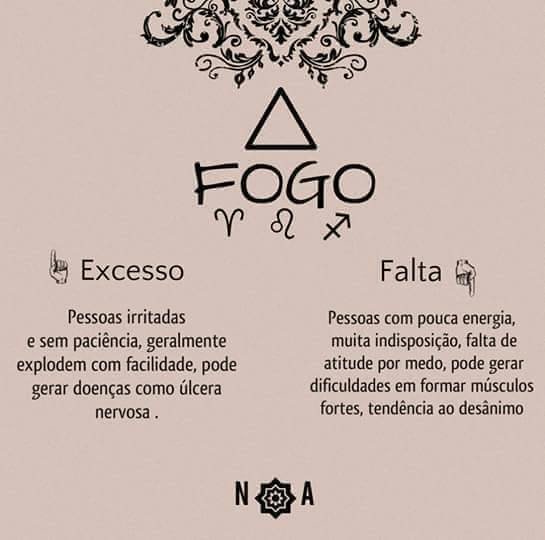 FOGO
♈ ♌ ♐
Excesso
Pessoas irritadas
e sem paciência, geralmente
explodem com facilidade, pode
gerar doenças como úlcera
nervosa .
Falta
Pessoas com pouca energia,
muita indisposição, falta de
atitude por medo, pode gerar
dificuldades em formar músculos
fortes, tendência ao desânimo
N A